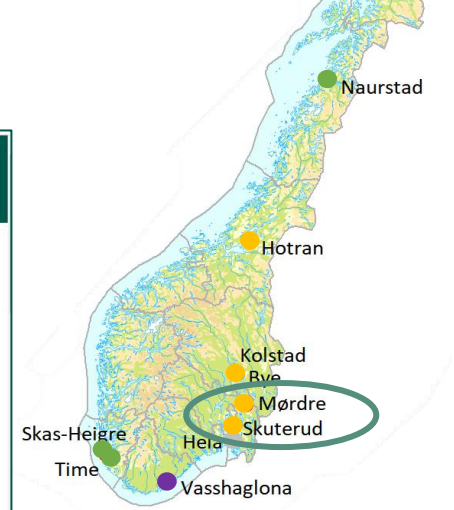 Naurstad
Hotran
Kolstad
Bye
Mørdre
Skuterud
Skas-Heigre
Hela
Time
Vasshaglona